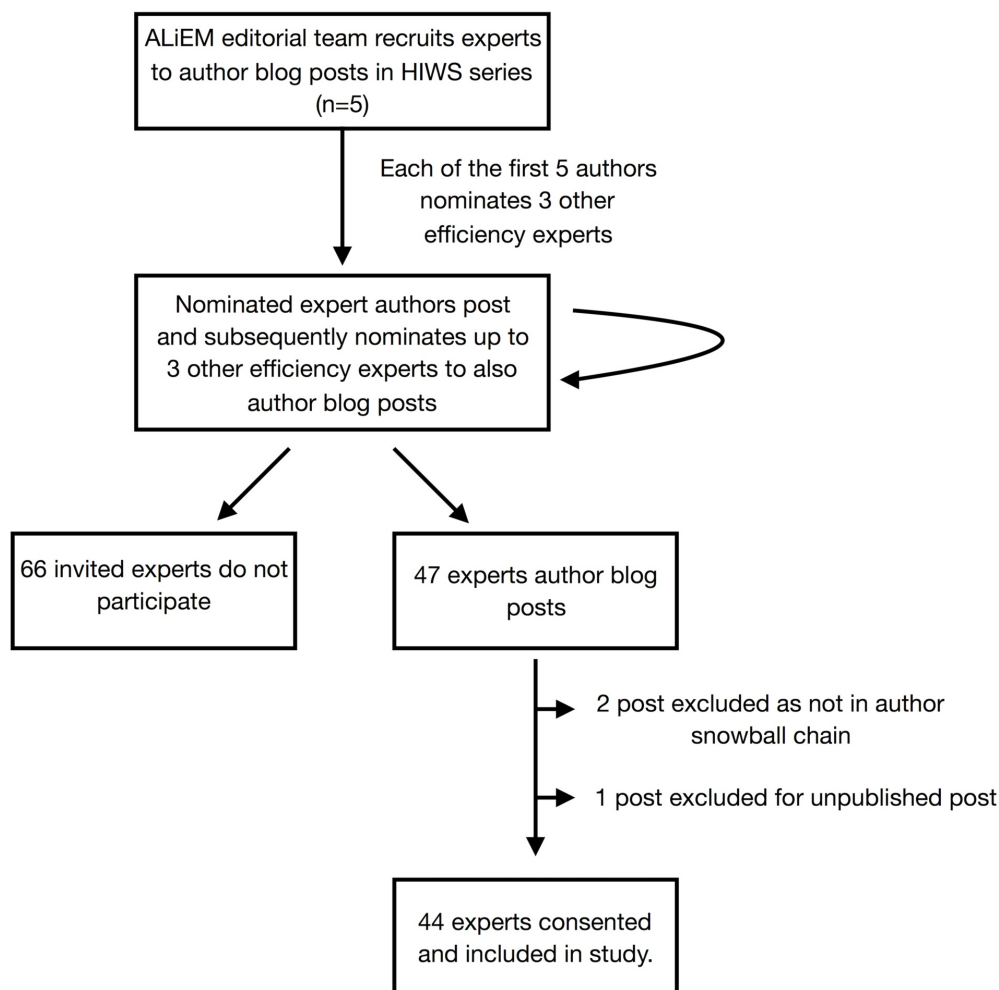 ALiEM editorial team recruits experts
to author blog posts in HIWS series
(n=5)
Each of the first 5 authors
nominates 3 other
efficiency experts
Nominated expert authors post
and subsequently nominates up to
3 other efficiency experts to also
author blog posts
66 invited experts do not
participate
47 experts author blog
posts
2 post excluded as not in author
snowball chain
1 post excluded for unpublished post
44 experts consented
and included in study.